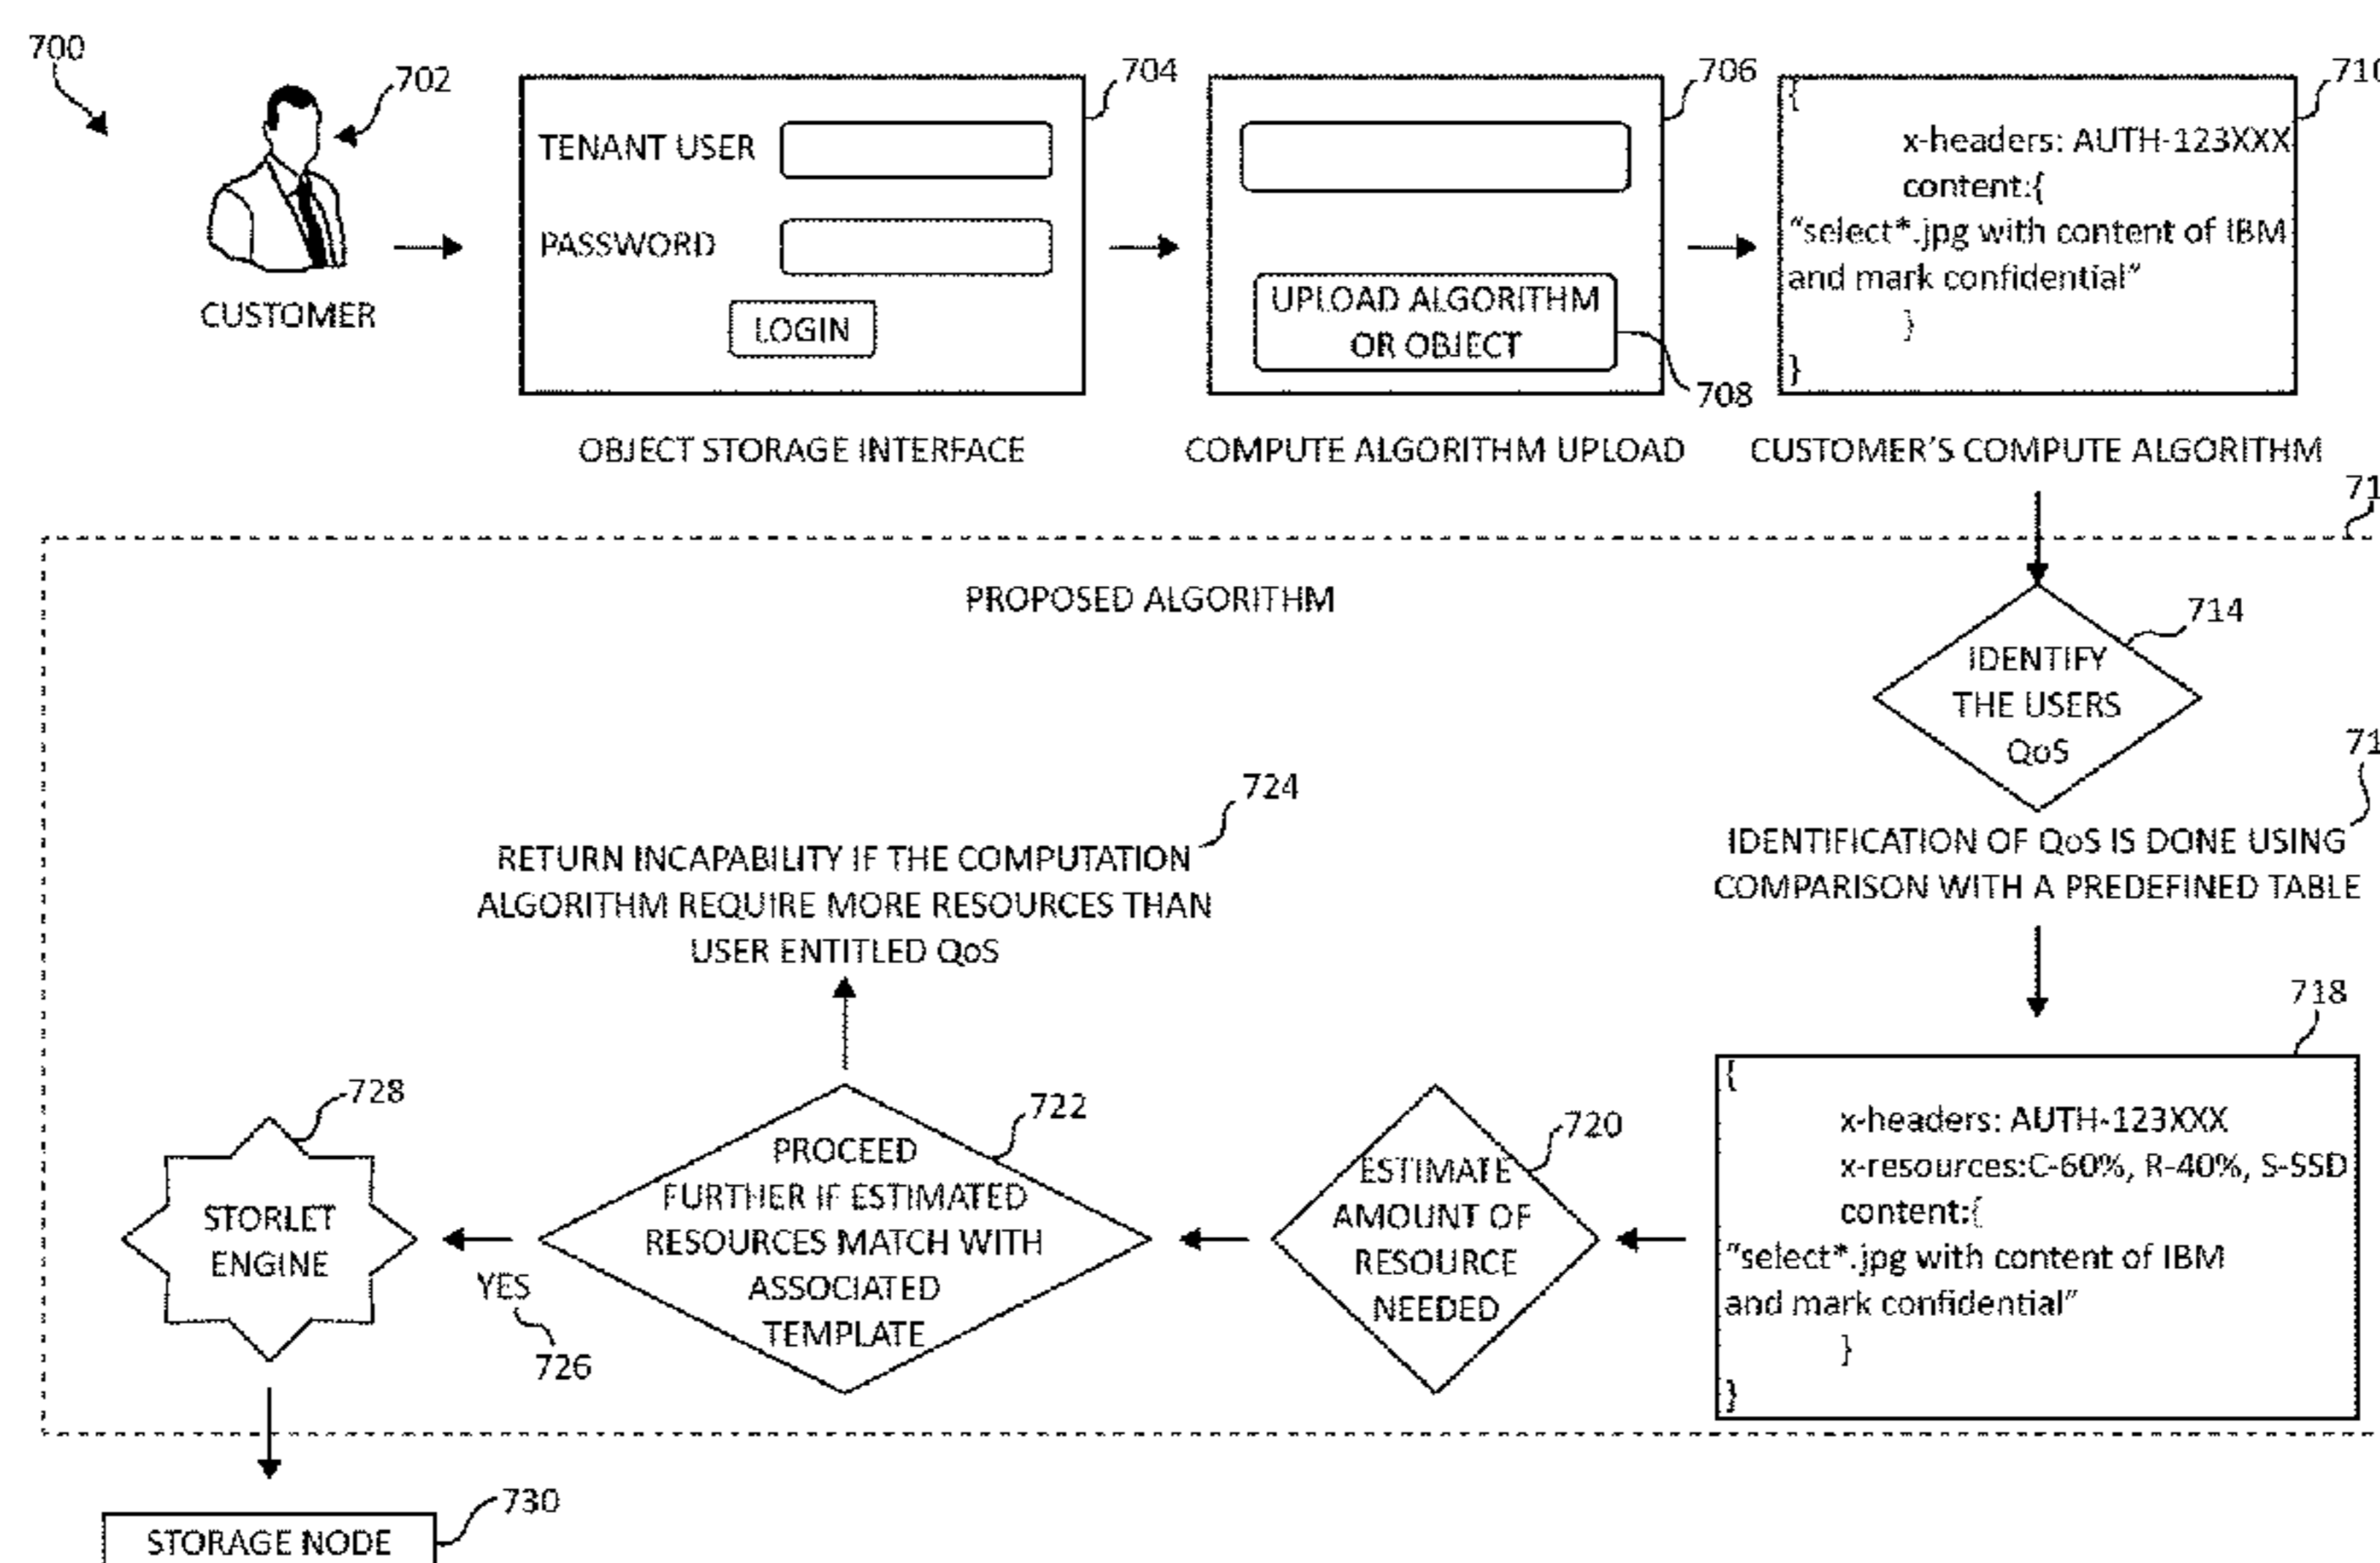 700
702
CUSTOMER
704
TENANT USER
PASSWORD
LOGIN
OBJECT STORAGE INTERFACE
706
UPLOAD ALGORITHM
OR OBJECT
708
COMPUTE ALGORITHM UPLOAD
710
{
x-headers: AUTH-123XXX
content:{
"select*.jpg with content of IBM
and mark confidential"
}
}
CUSTOMER'S COMPUTE ALGORITHM
PROPOSED ALGORITHM
714
IDENTIFY
THE USERS
QoS
IDENTIFICATION OF QoS IS DONE USING
COMPARISON WITH A PREDEFINED TABLE
718
{
x-headers: AUTH-123XXX
x-resources:C-60%, R-40%, S-SSD
content:{
"select*.jpg with content of IBM
and mark confidential"
}
}
720
ESTIMATE
AMOUNT OF
RESOURCE
NEEDED
722
PROCEED
FURTHER IF ESTIMATED
RESOURCES MATCH WITH
ASSOCIATED
TEMPLATE
724
RETURN INCAPABILITY IF THE COMPUTATION
ALGORITHM REQUIRE MORE RESOURCES THAN
USER ENTITLED QoS
YES
726
728
STORLET
ENGINE
730
STORAGE NODE